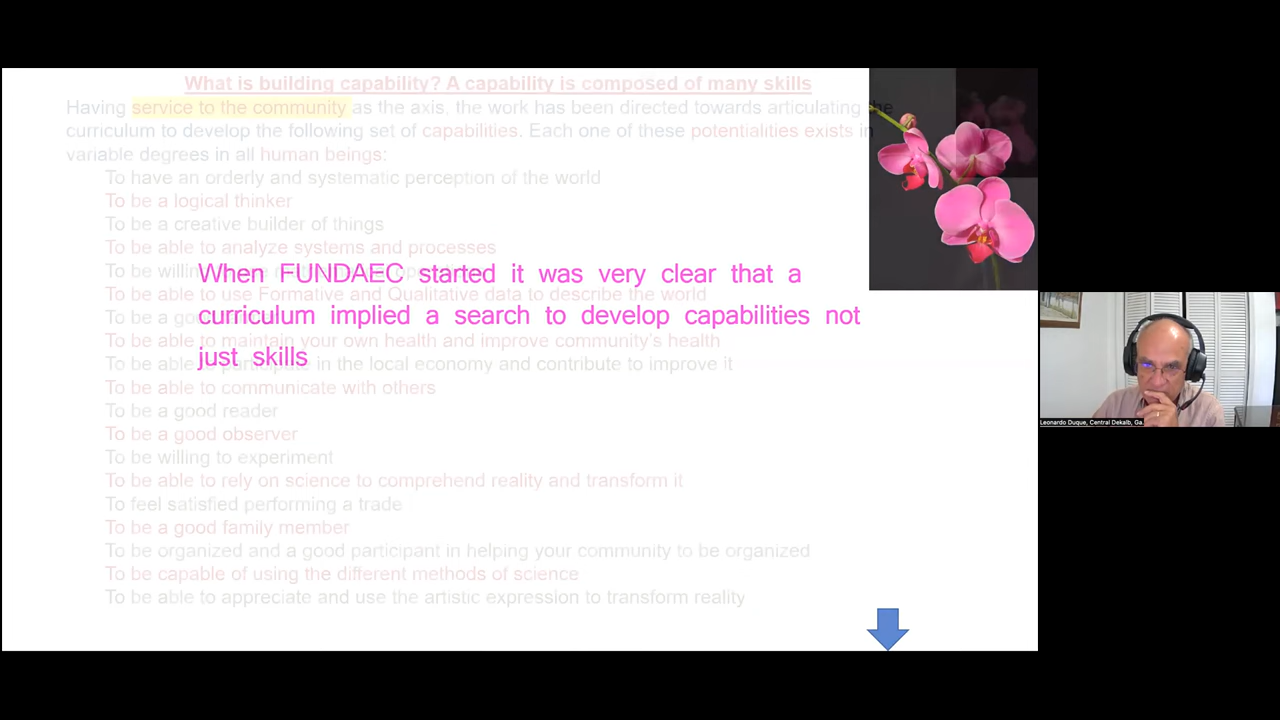 What is building capability? A capability is composed of many skills
Having service to the community as the axis, the work has been directed towards articulating the
curriculum to develop the following set of capabilities. Each one of these potentialities exists in
variable degrees in all human beings:
To have an orderly and systematic perception of the world
To be a logical thinker
To be a creative builder of things
To be able to analyze systems and processes
To be willin
When FUNDAEC started it was very clear that a
To be able to use Formative and Qualitative data to describe the world
To be a go
curriculum implied a search to develop capabilities not
To be able to maintain your own health and improve community's health
just skills
To be able to participate in the local economy and contribute to improve it
To be able to communicate with others
To be a good reader
To be a good observer
To be willing to experiment
To be able to rely on science to comprehend reality and transform it
To feel satisfied performing a trade
To be a good family member
To be organized and a good participant in helping your community to be organized
To be capable of using the different methods of science
To be able to appreciate and use the artistic expression to transform reality
Leonardo Duque, Central Dekalb, Ga.